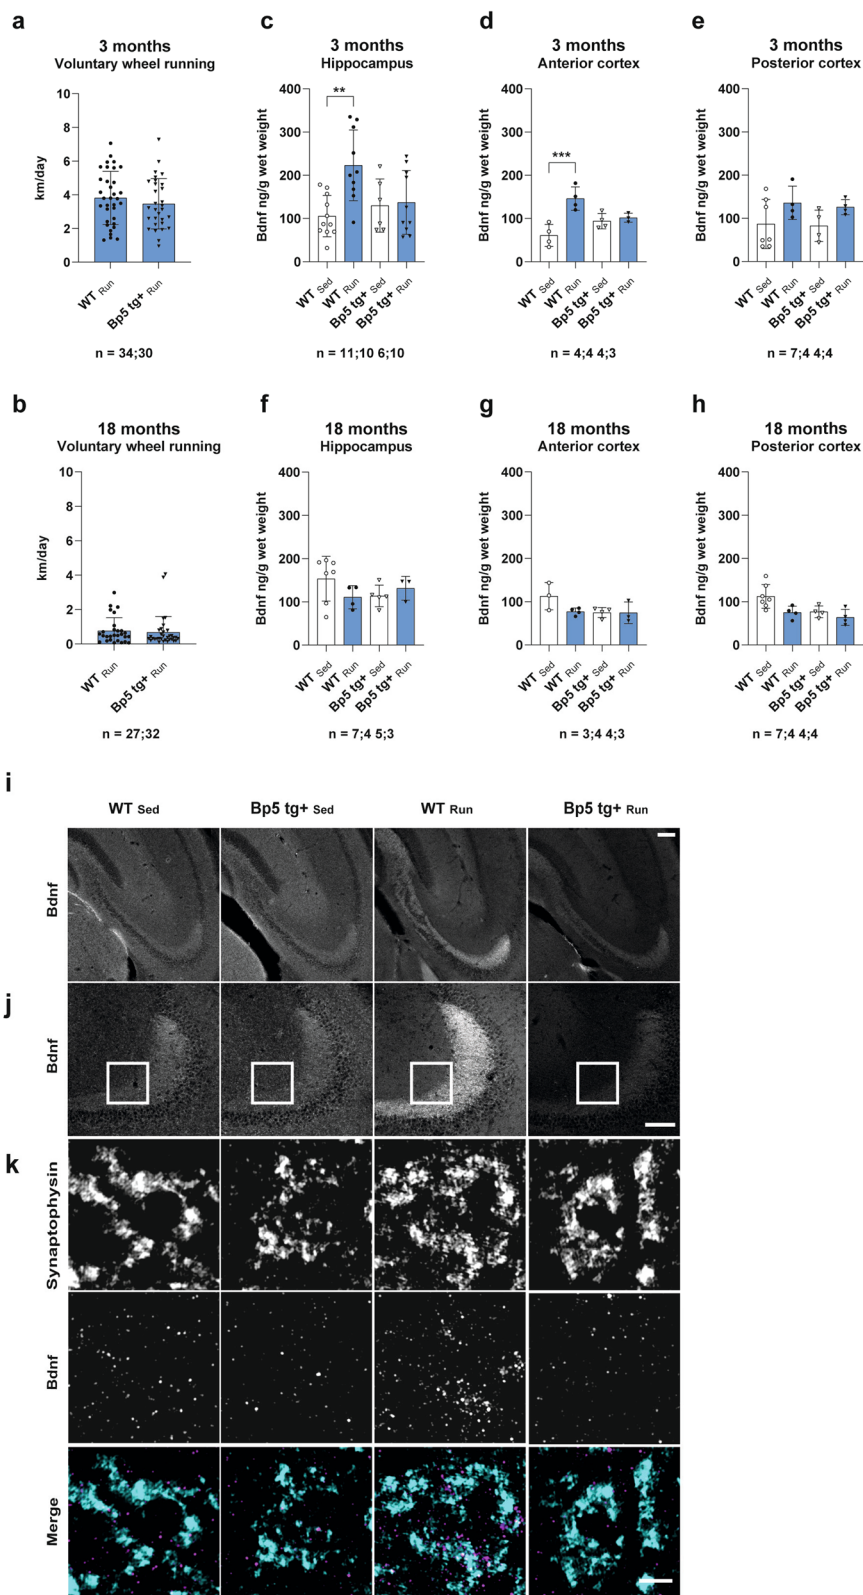 a
3 months
Voluntary wheel running
km/day
10
8
6
4
2
0
WT Run
Bp5 tg+ Run
n = 34;30
c
3 months
Hippocampus
Bdnf ng/g wet weight
400
300
200
100
0
**
WT Sed
WT Run
Bp5 tg+ Sed
Bp5 tg+ Run
n = 11;10 6;10
d
3 months
Anterior cortex
Bdnf ng/g wet weight
400
300
200
100
0
***
WT Sed
WT Run
Bp5 tg+ Sed
Bp5 tg+ Run
n = 4;4 4;3
e
3 months
Posterior cortex
Bdnf ng/g wet weight
400
300
200
100
0
WT Sed
WT Run
Bp5 tg+ Sed
Bp5 tg+ Run
n = 7;4 4;4
b
18 months
Voluntary wheel running
km/day
10
8
6
4
2
0
WT Run
Bp5 tg+ Run
n = 27;32
f
18 months
Hippocampus
Bdnf ng/g wet weight
400
300
200
100
0
WT Sed
WT Run
Bp5 tg+ Sed
Bp5 tg+ Run
n = 7;4 5;3
g
18 months
Anterior cortex
Bdnf ng/g wet weight
400
300
200
100
0
WT Sed
WT Run
Bp5 tg+ Sed
Bp5 tg+ Run
n = 3;4 4;3
h
18 months
Posterior cortex
Bdnf ng/g wet weight
400
300
200
100
0
WT Sed
WT Run
Bp5 tg+ Sed
Bp5 tg+ Run
n = 7;4 4;4
i
WT Sed
Bp5 tg+ Sed
WT Run
Bp5 tg+ Run
Bdnf
j
Bdnf
k
Synaptophysin
Bdnf
Merge